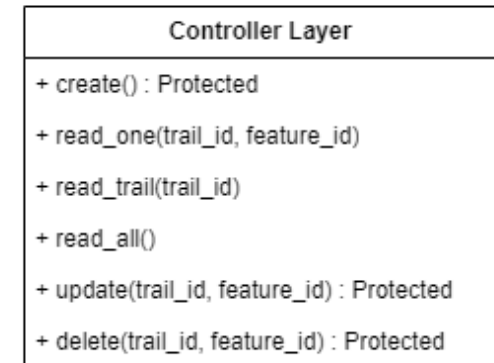 Controller Layer
+ create() : Protected
+ read_one(trail_id, feature_id)
+ read_trail(trail_id)
+ read_all()
+ update(trail_id, feature_id) : Protected
+ delete(trail_id, feature_id) : Protected